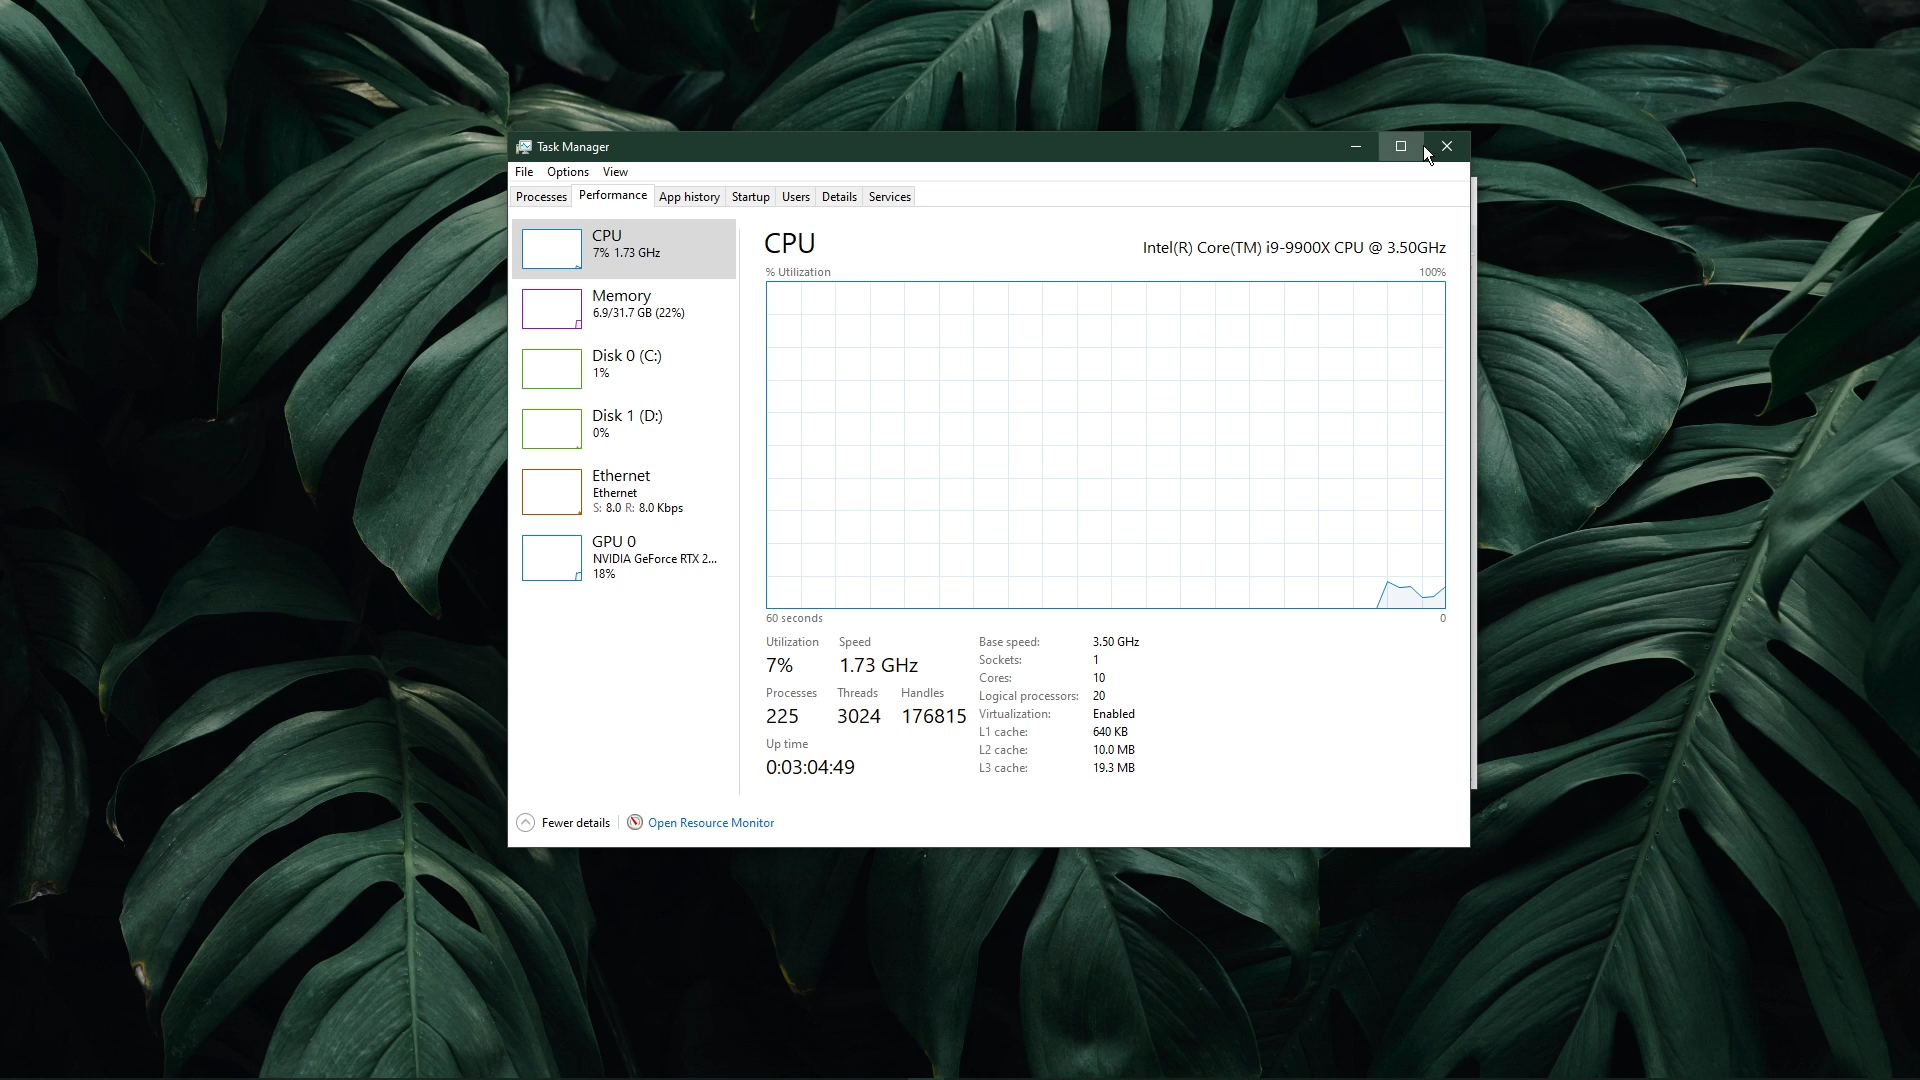 Task Manager
File Options View
Processes Performance App history Startup Users Details Services
CPU
7% 1.73 GHz
Memory
6.9/31.7 GB (22%)
Disk 0 (C:)
1%
Disk 1 (D:)
0%
Ethernet
Ethernet
S: 8.0 R: 8.0 Kbps
GPU 0
NVIDIA GeForce RTX 2...
18%
CPU
Intel(R) Core(TM) i9-9900X CPU @ 3.50GHz
% Utilization 100%
60 seconds 0
Utilization Speed
7% 1.73 GHz
Processes Threads Handles
225 3024 176815
Up time
0:03:04:49
Base speed: 3.50 GHz
Sockets: 1
Cores: 10
Logical processors: 20
Virtualization: Enabled
L1 cache: 640 KB
L2 cache: 10.0 MB
L3 cache: 19.3 MB
Fewer details Open Resource Monitor